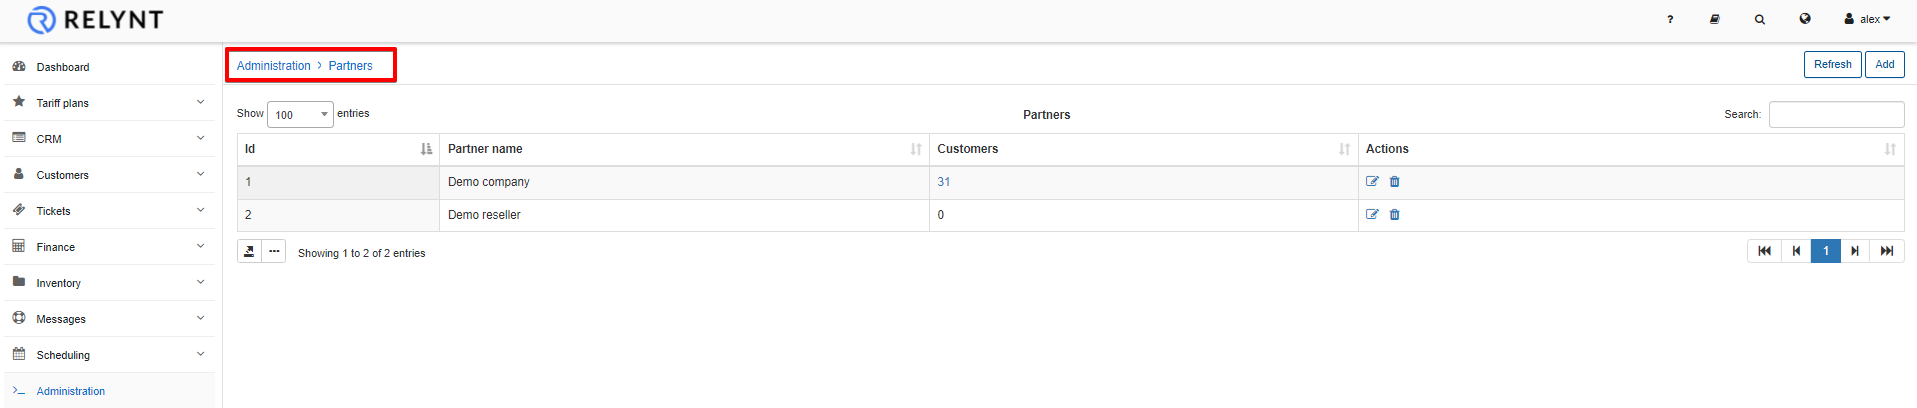 RELYNT
? alex
Dashboard
Tariff plans
CRM
Customers
Tickets
Finance
Inventory
Messages
Scheduling
Administration
Administration > Partners
Refresh Add
Show 100 entries
Partners
Search:
Id Partner name Customers Actions
1 Demo company 31
2 Demo reseller 0
Showing 1 to 2 of 2 entries
1